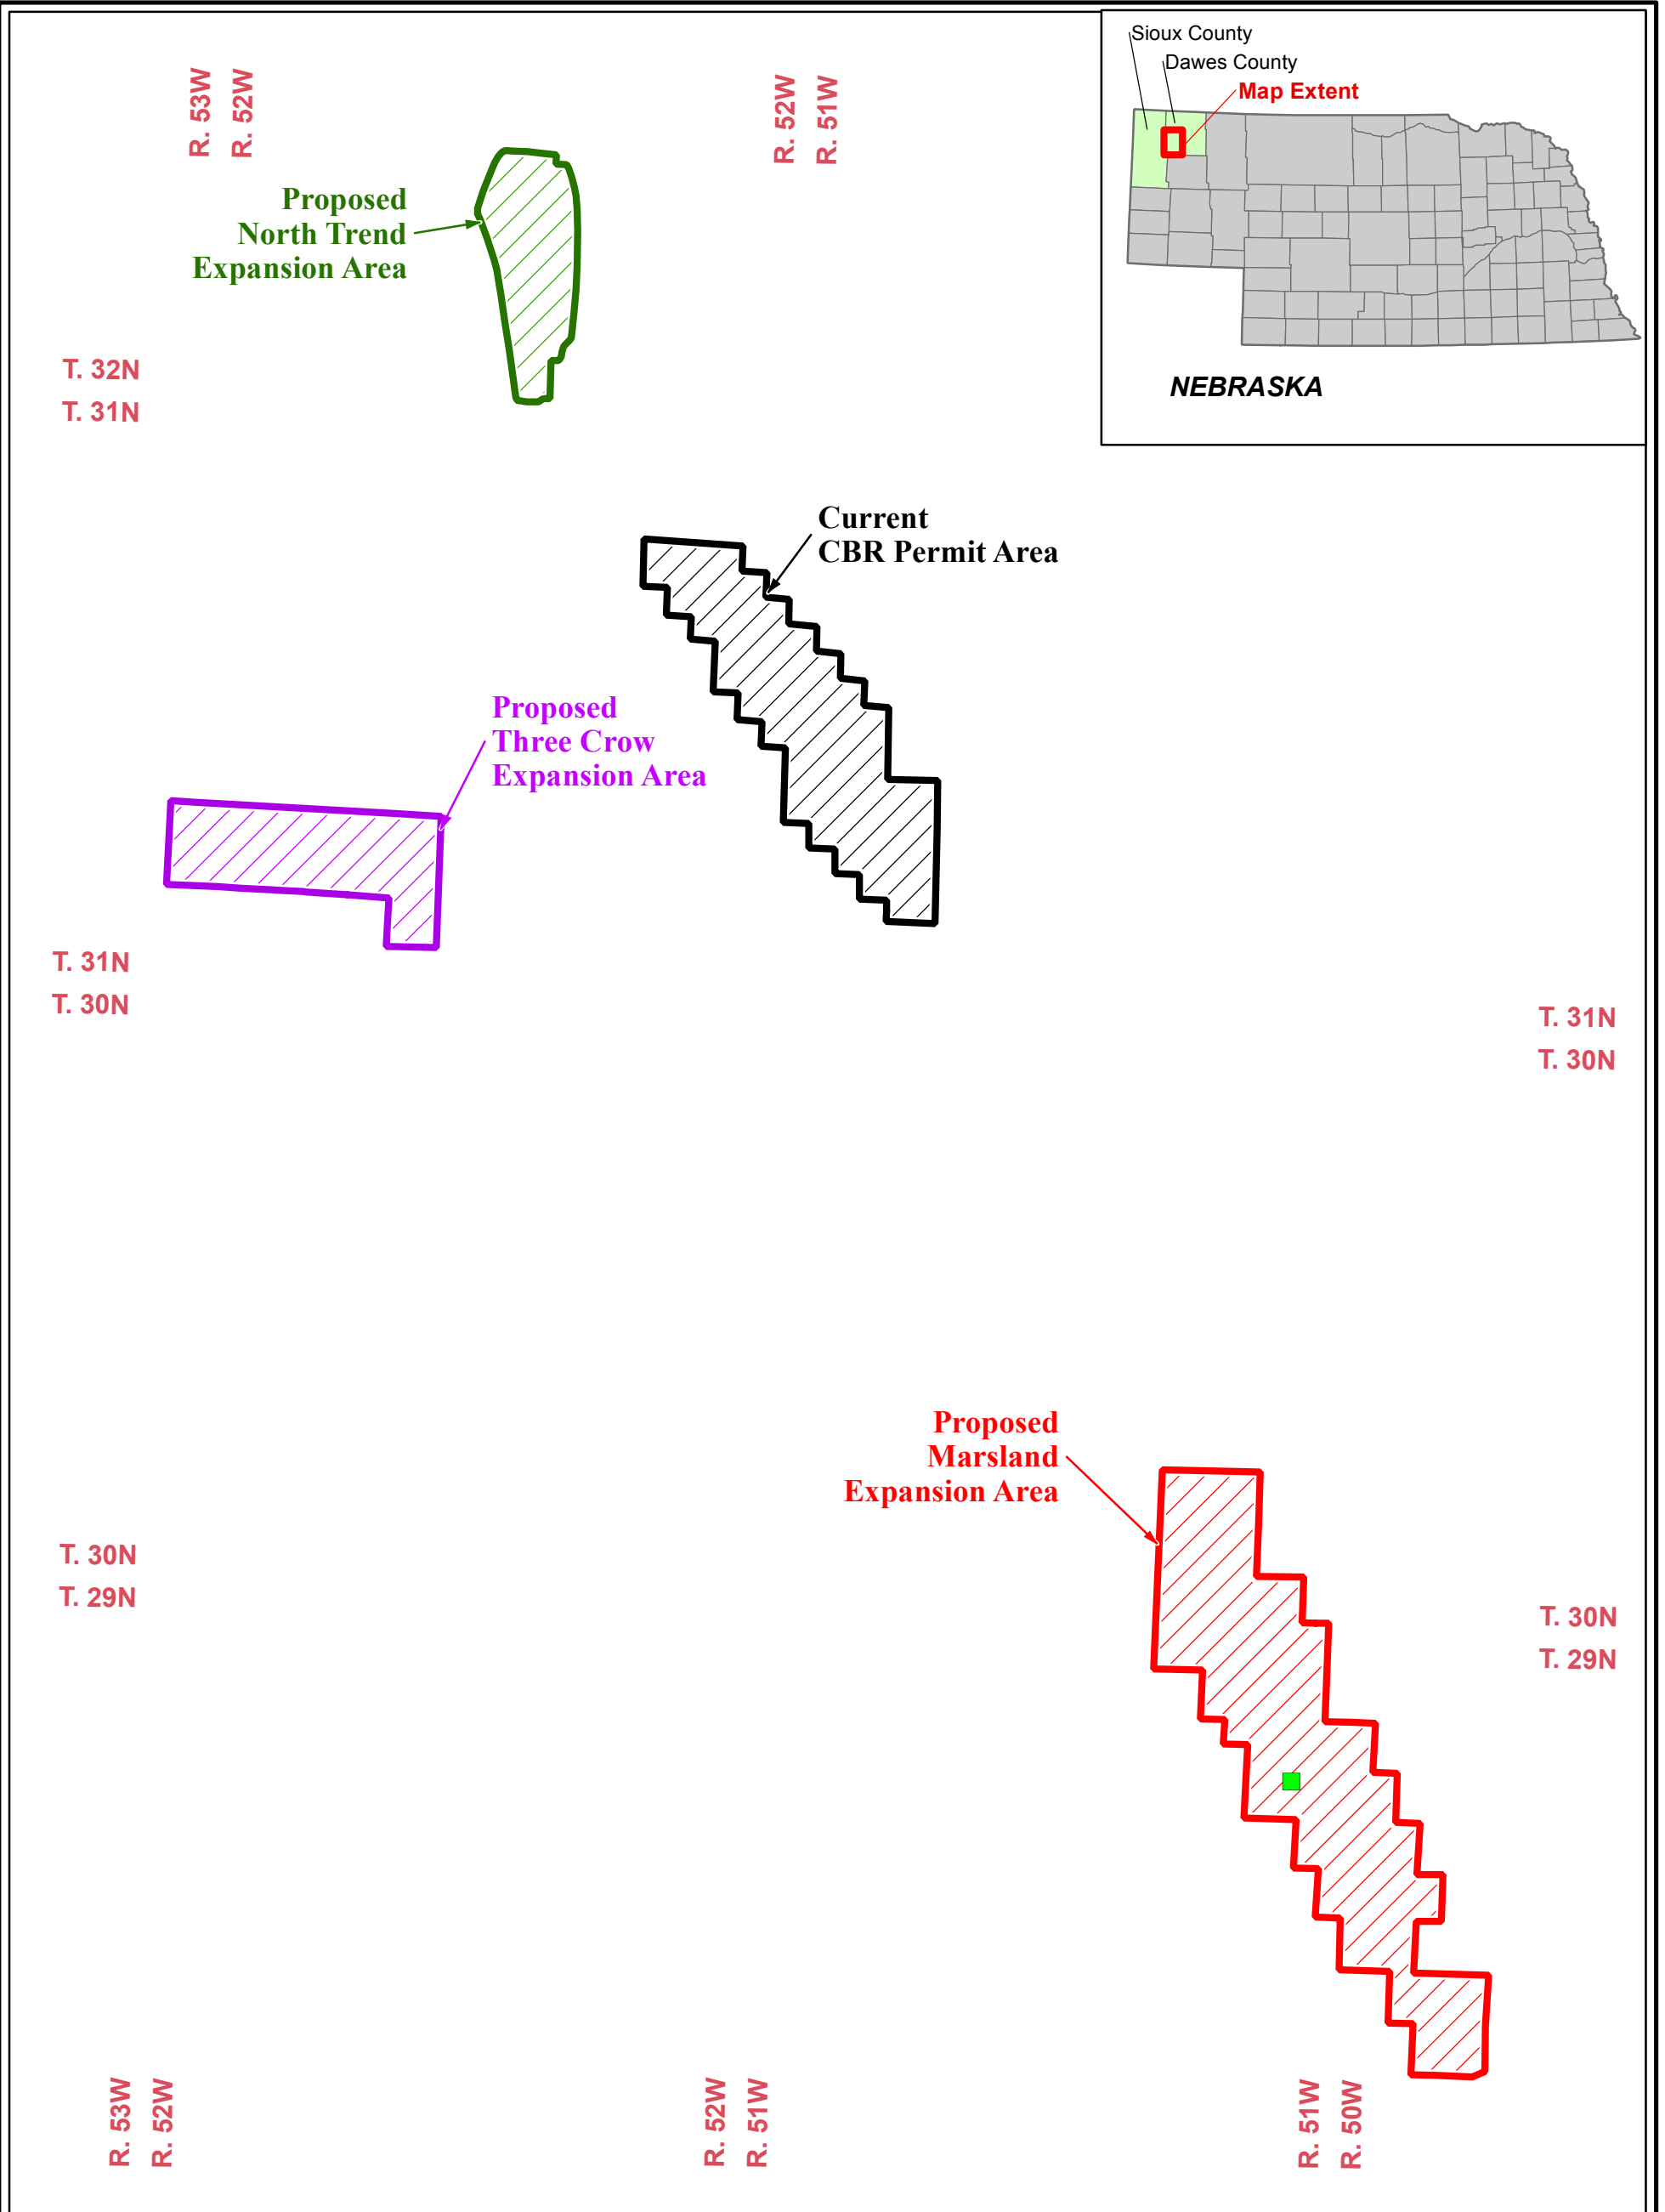 Sioux County
Dawes County
Map Extent
NEBRASKA
R. 53W
R. 52W
R. 52W
R. 51W
Proposed
North Trend
Expansion Area
T. 32N
T. 31N
Current
CBR Permit Area
Proposed
Three Crow
Expansion Area
T. 31N
T. 30N
T. 31N
T. 30N
Proposed
Marsland
Expansion Area
T. 30N
T. 29N
T. 30N
T. 29N
R. 53W
R. 52W
R. 52W
R. 51W
R. 51W
R. 50W